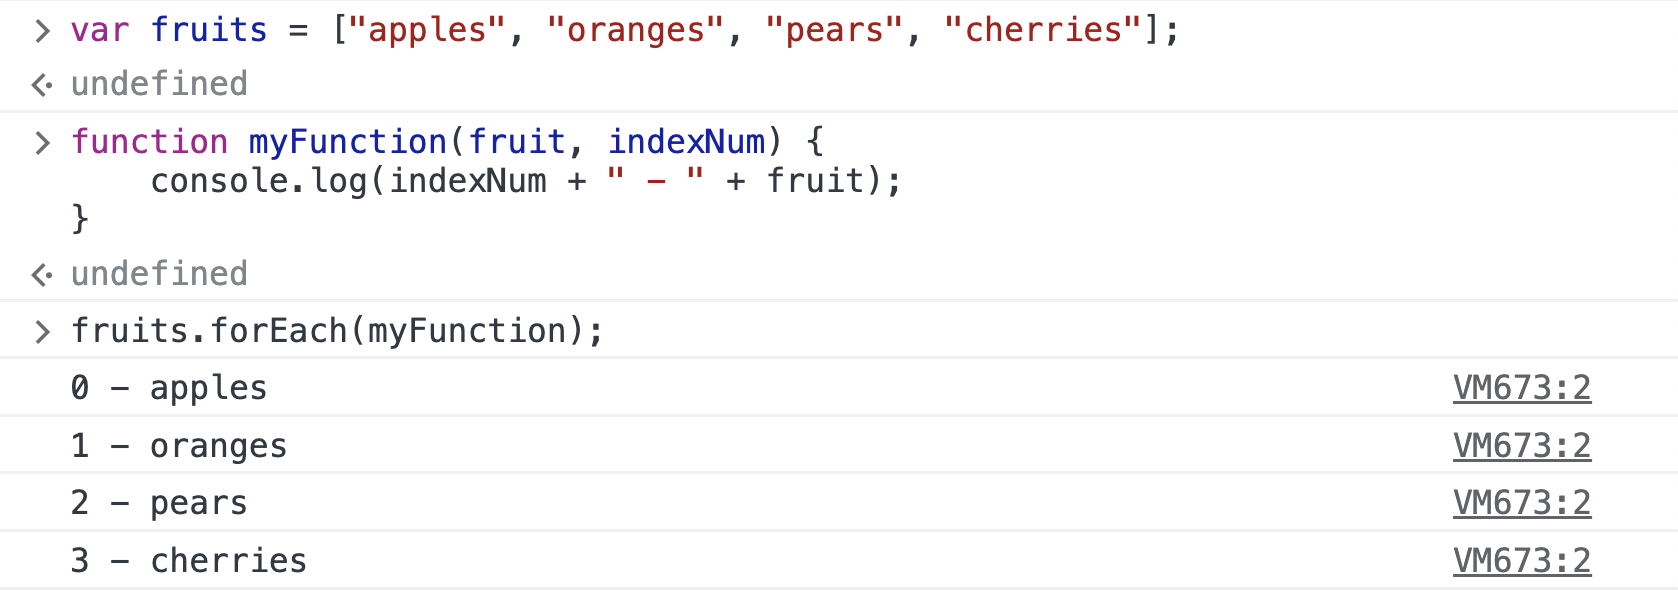 > var fruits = ["apples", "oranges", "pears", "cherries"];
undefined
> function myFunction(fruit, indexNum) {
    console.log(indexNum + " – " + fruit);
}
undefined
> fruits.forEach(myFunction);
0 – apples VM673:2
1 – oranges VM673:2
2 – pears VM673:2
3 – cherries VM673:2